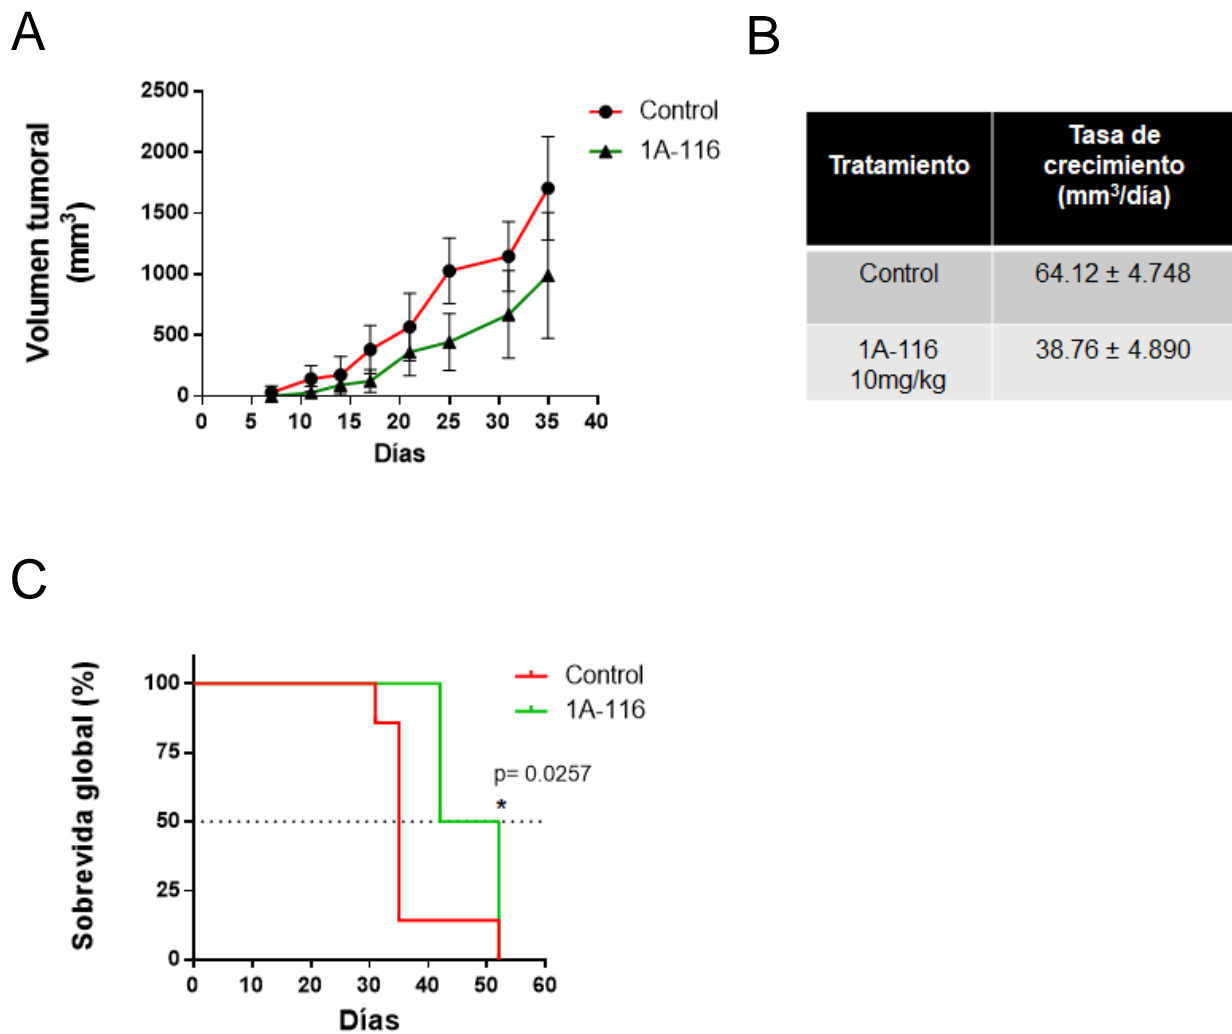 A
Volumen tumoral
(mm³)
2500
2000
1500
1000
500
0
0 5 10 15 20 25 30 35 40
Días
Control
1A-116
B
Tratamiento
Tasa de
crecimiento
(mm³/día)
Control
64.12 ± 4.748
1A-116
10mg/kg
38.76 ± 4.890
C
Sobrevida global (%)
100
75
50
25
0
0 10 20 30 40 50 60
Días
Control
1A-116
p= 0.0257
*